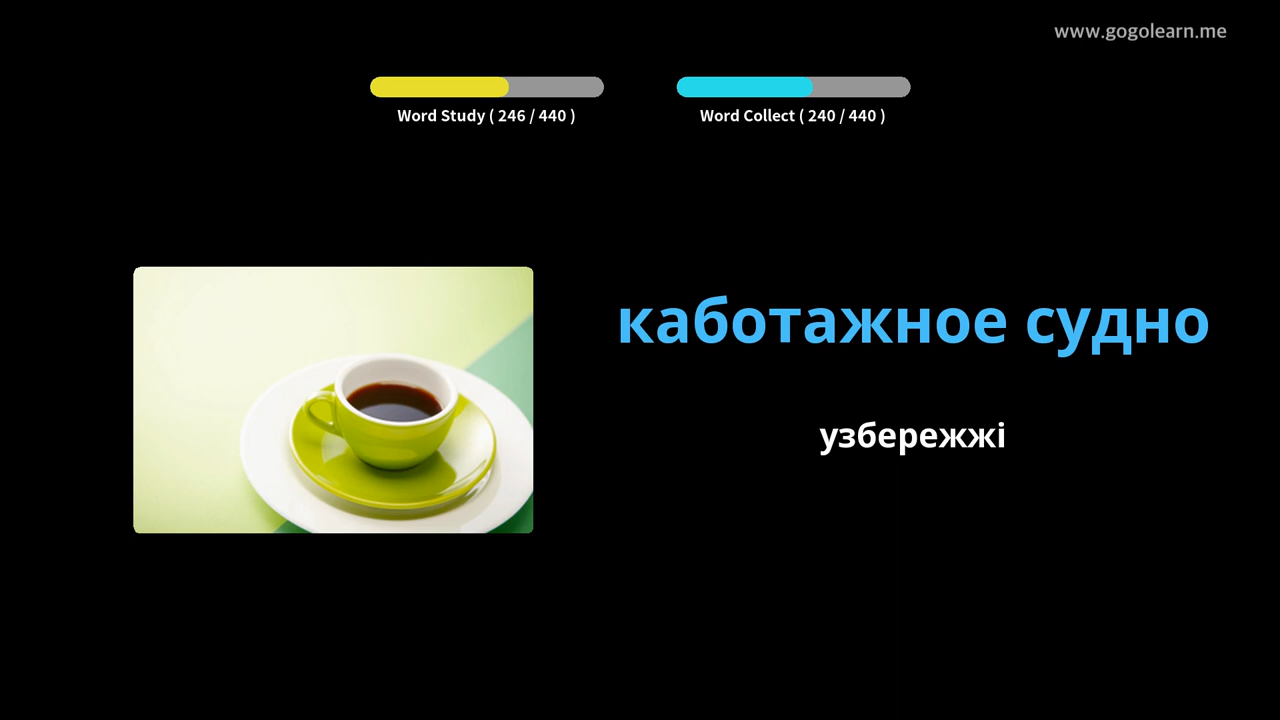 www.gogolearn.me
Word Study ( 246 / 440 )
Word Collect ( 240 / 440 )
каботажное судно
узбережжі